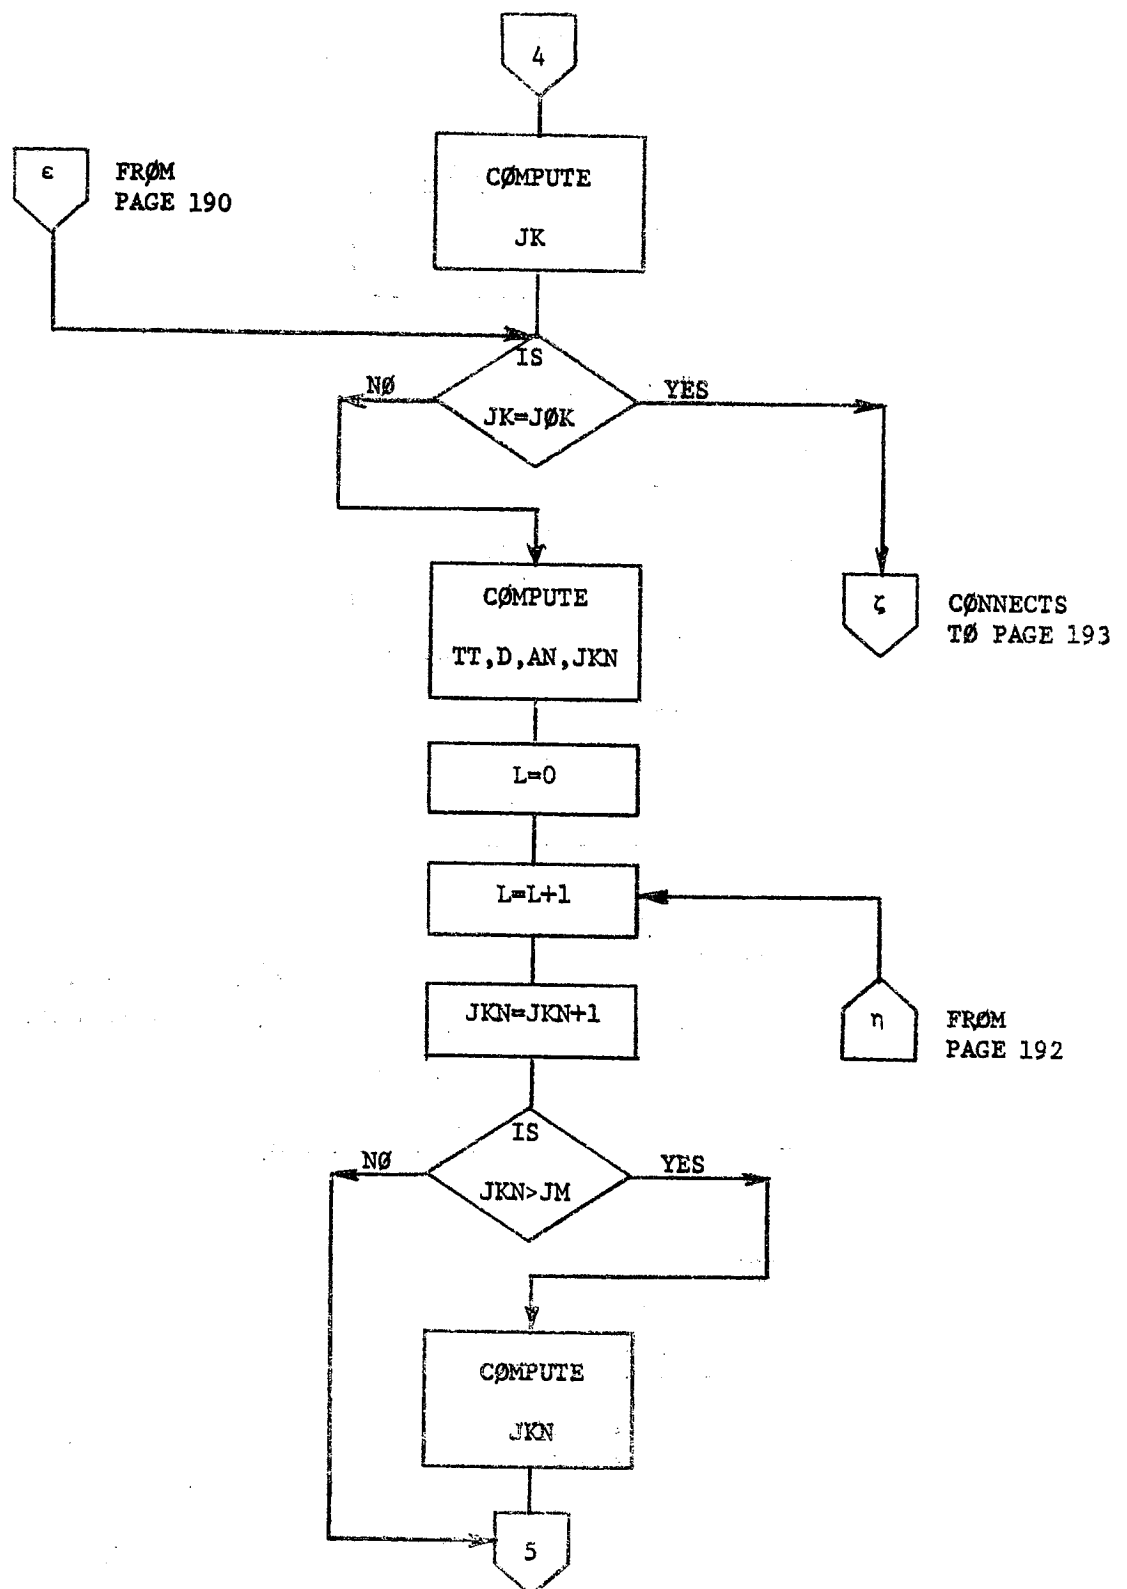 4
ε
FRØM
PAGE 190
CØMPUTE
JK
IS
JK=JØK
NØ
YES
CØMPUTE
TT,D,AN,JKN
ζ
CØNNECTS
TØ PAGE 193
L=0
L=L+1
JKN=JKN+1
η
FRØM
PAGE 192
IS
JKN>JM
NØ
YES
CØMPUTE
JKN
5